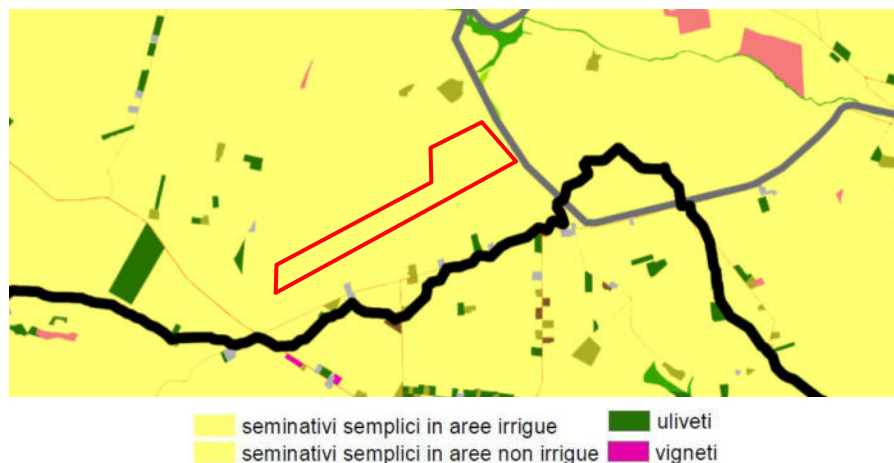 seminativi semplici in aree irrigue
uliveti
seminativi semplici in aree non irrigue
vigneti